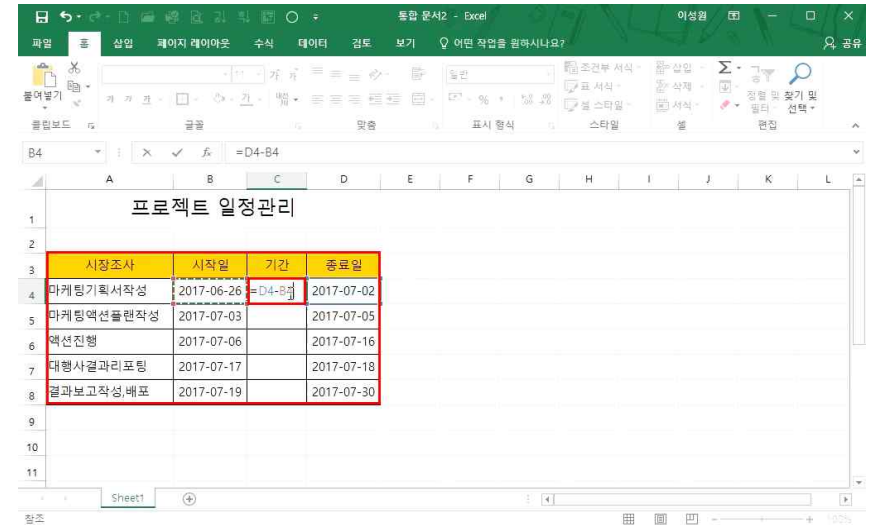 통합 문서2 - Excel 이성원
파일 홈 삽입 페이지 레이아웃 수식 데이터 검토 보기 어떤 작업을 원하시나요? 공유
붙여넣기 가 가 가 일반 % 조건부 서식 표 서식 셀 스타일 삽입 삭제 서식 정렬 및 필터 찾기 및 선택
클립보드 글꼴 맞춤 표시 형식 스타일 셀 편집
B4 fx =D4-B4
A B C D E F G H I J K L
1 프로젝트 일정관리
2
3 시장조사 시작일 기간 종료일
4 마케팅기획서작성 2017-06-26 =D4-B4 2017-07-02
5 마케팅액션플랜작성 2017-07-03 2017-07-05
6 액션진행 2017-07-06 2017-07-16
7 대행사결과리포팅 2017-07-17 2017-07-18
8 결과보고작성,배포 2017-07-19 2017-07-30
9
10
11
Sheet1
참조